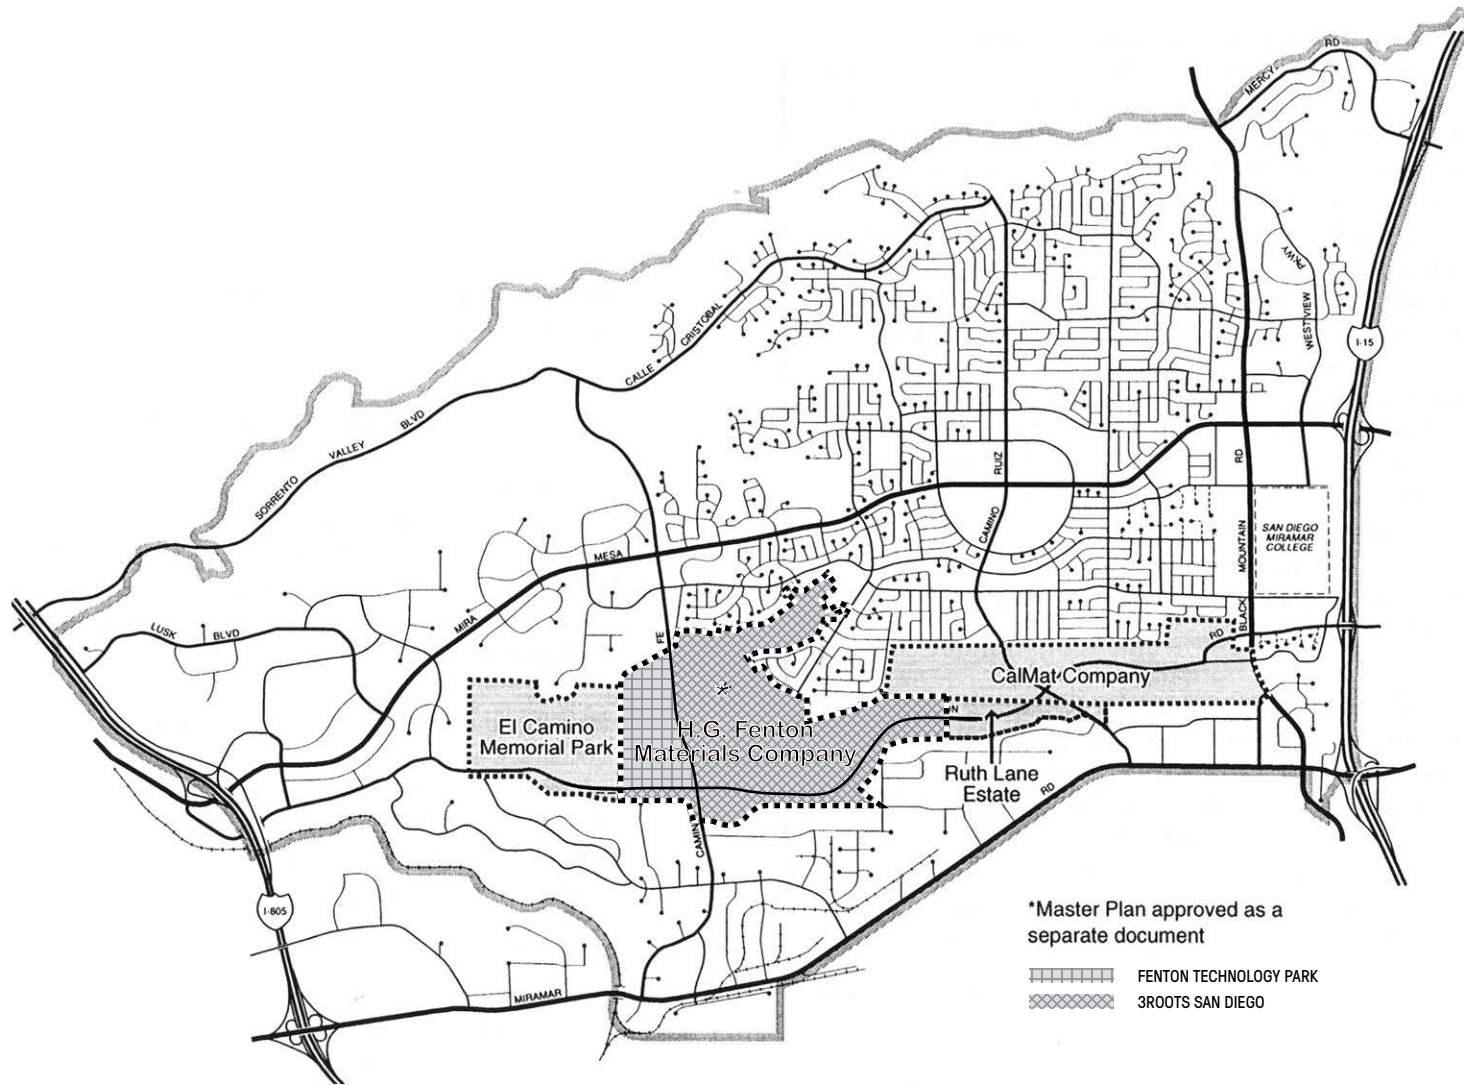 RD
MERCY
PKWY
WESTVIEW
I-15
CRISTOBAL
CALLE
BLVD
VALLEY
SORRENTO
RUIZ
CAMINO
RD
MOUNTAIN
BLACK
SAN DIEGO
MIRAMAR
COLLEGE
MESA
MIRA
LUSK
BLVD
FE
RD
CalMat Company
El Camino
Memorial Park
H.G. Fenton
Materials Company
*
N
Ruth Lane
Estate
RD
CAMIN
I-805
MIRAMAR
*Master Plan approved as a
separate document
FENTON TECHNOLOGY PARK
3ROOTS SAN DIEGO